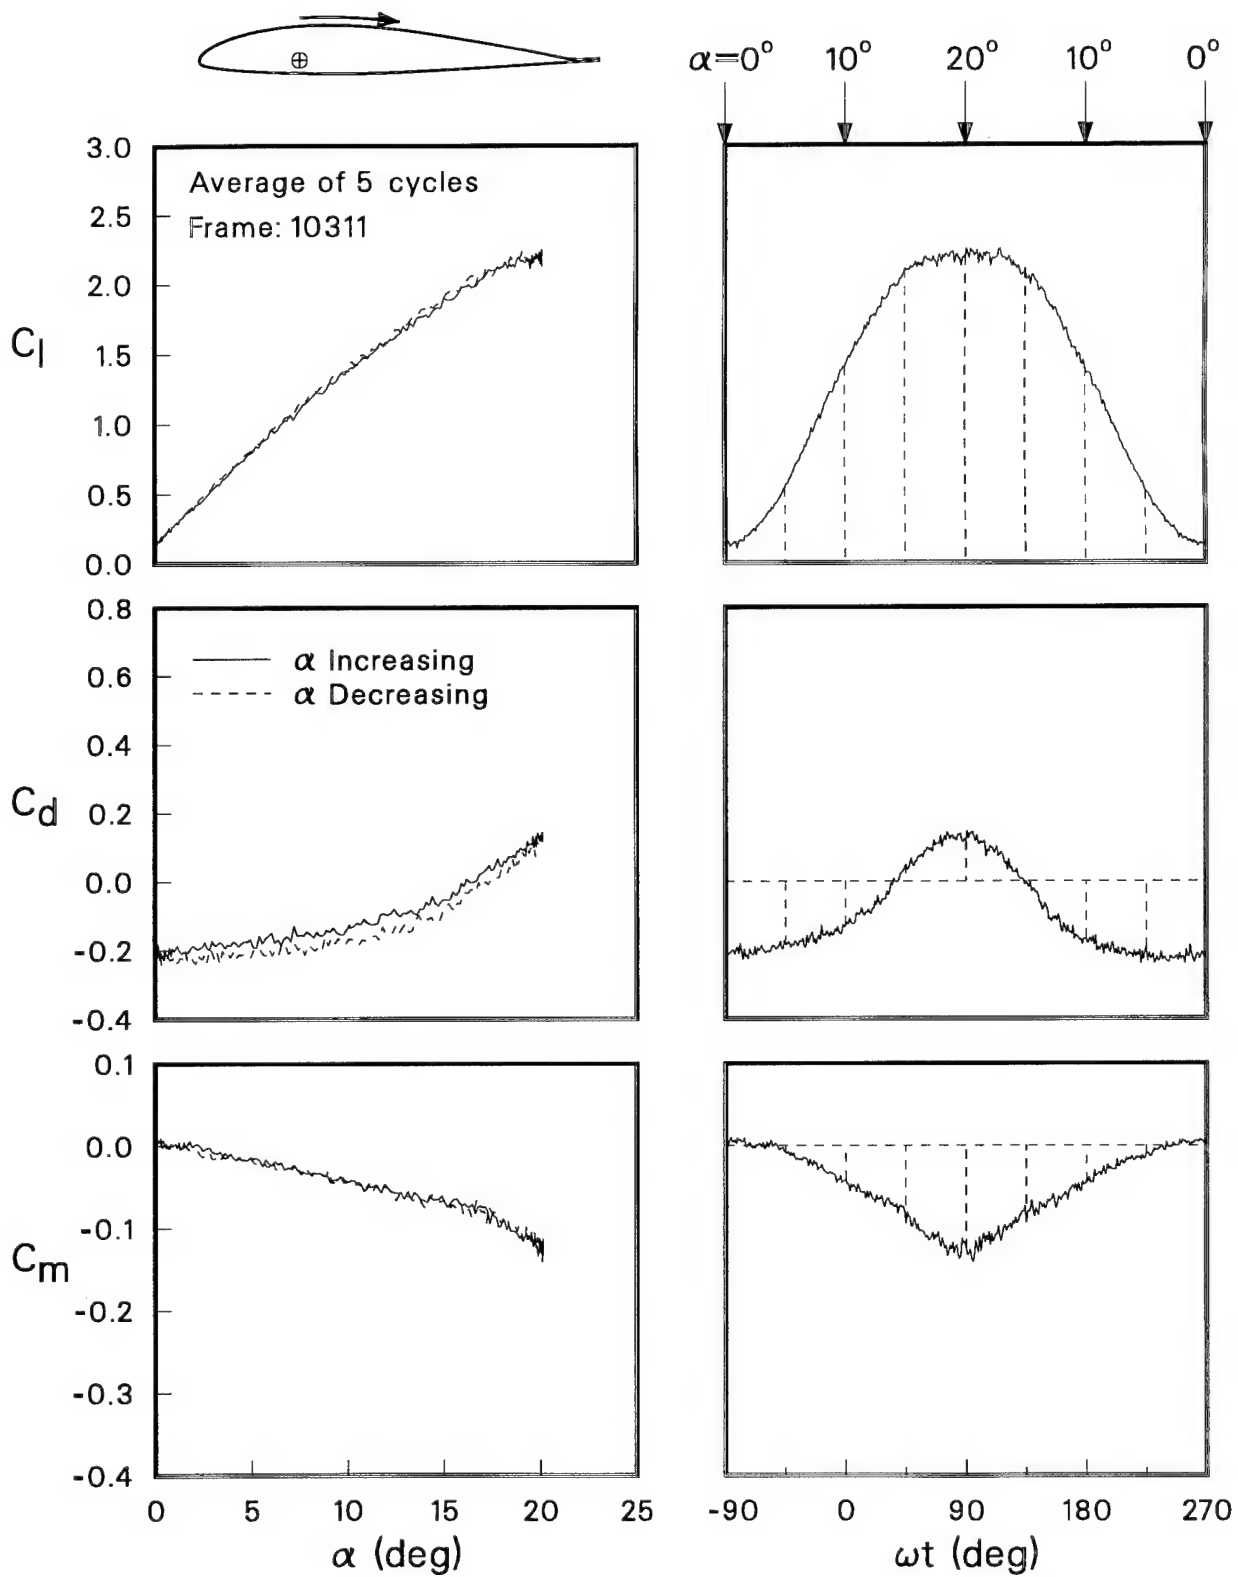 α=0° 10° 20° 10° 0°
3.0
2.5
2.0
1.5
1.0
0.5
0.0
Cl
Average of 5 cycles
Frame: 10311
0.8
0.6
0.4
0.2
0.0
-0.2
-0.4
Cd
α Increasing
α Decreasing
0.1
0.0
-0.1
-0.2
-0.3
-0.4
Cm
0 5 10 15 20 25
α (deg)
-90 0 90 180 270
ωt (deg)